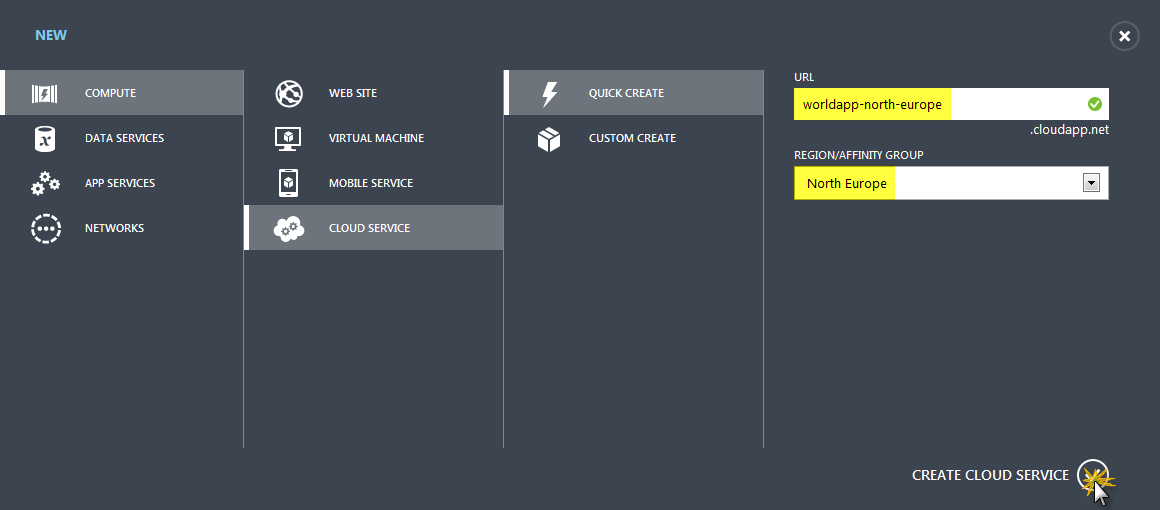 NEW
COMPUTE
DATA SERVICES
APP SERVICES
NETWORKS
WEB SITE
VIRTUAL MACHINE
MOBILE SERVICE
CLOUD SERVICE
QUICK CREATE
CUSTOM CREATE
URL
worldapp-north-europe
.cloudapp.net
REGION/AFFINITY GROUP
North Europe
CREATE CLOUD SERVICE